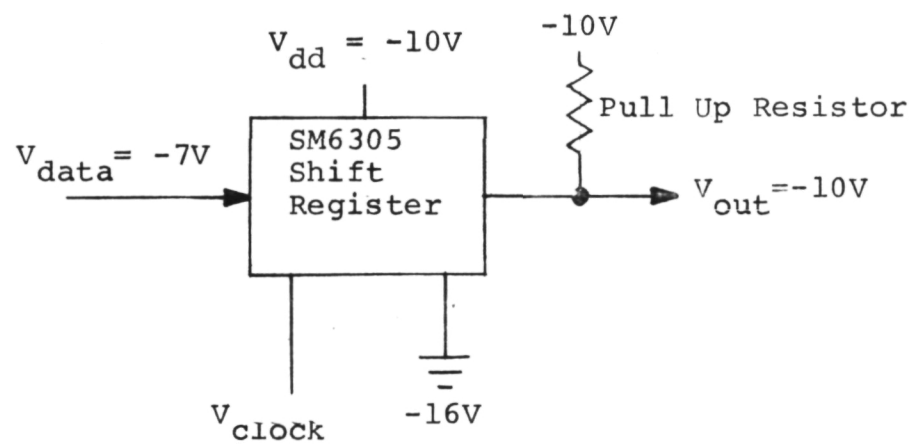 V_dd = -10V
-10V
Pull Up Resistor
SM6305
Shift
Register
V_data= -7V
V_out=-10V
V_clock
-16V